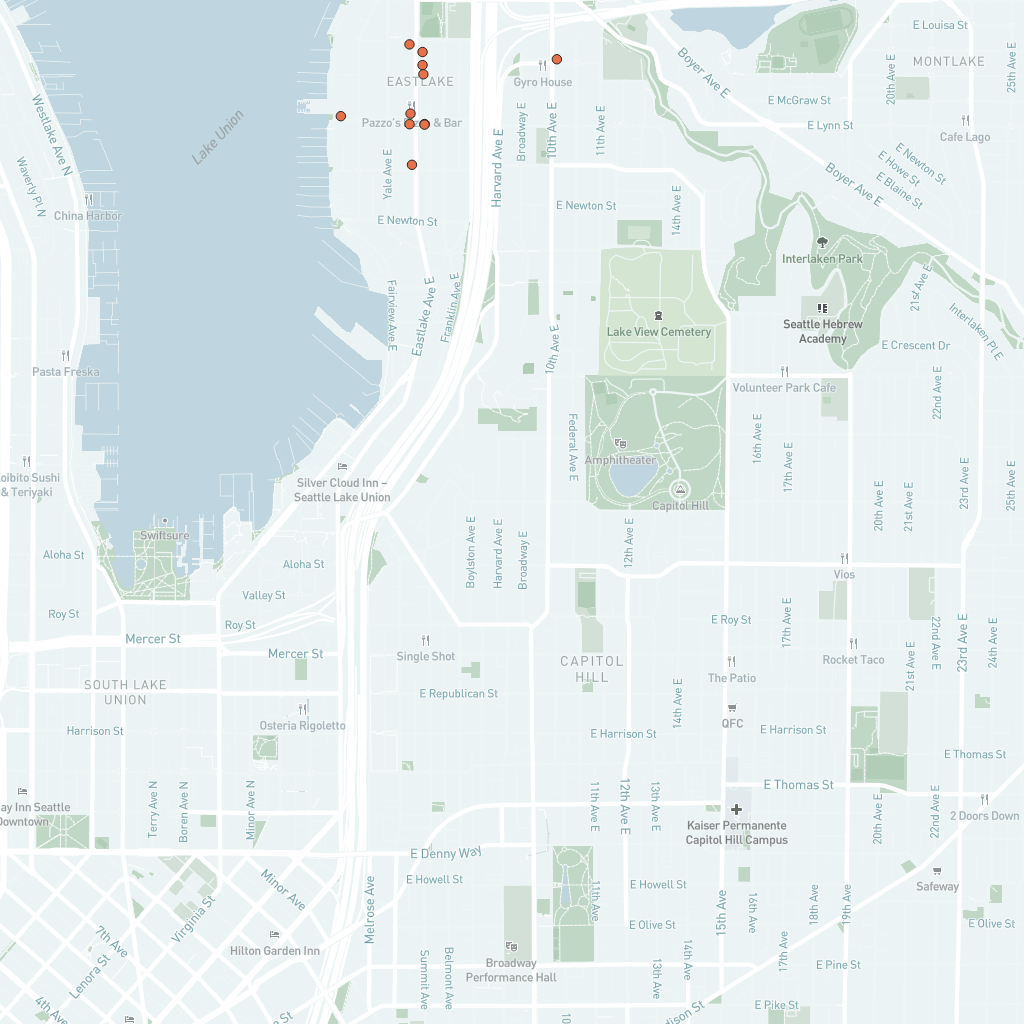 E Louisa St
Boyer Ave E
MONTLAKE
25th Ave E
20th Ave E
EASTLAKE
Gyro House
Westlake Ave N
Lake Union
E McGraw St
Broadway E
10th Ave E
11th Ave E
E Lynn St
Cafe Lago
Pazzo's
& Bar
Harvard Ave E
Yale Ave E
Waverly Pl N
E Newton St
E Howe St
E Blaine St
Boyer Ave E
China Harbor
14th Ave E
E Newton St
E Newton St
Interlaken Park
Fairview Ave E
Eastlake Ave E
Franklin Ave E
21st Ave E
Interlaken Pl E
Seattle Hebrew
Academy
Lake View Cemetery
10th Ave E
E Crescent Dr
Pasta Freska
Volunteer Park Cafe
22nd Ave E
Federal Ave E
16th Ave E
17th Ave E
Amphitheater
Silver Cloud Inn –
Seattle Lake Union
23rd Ave E
25th Ave E
Koibito Sushi
& Teriyaki
Capitol Hill
20th Ave E
21st Ave E
Swiftsure
12th Ave E
Boylston Ave E
Harvard Ave E
Broadway E
Aloha St
Aloha St
Vios
Valley St
Roy St
Roy St
E Roy St
17th Ave E
22nd Ave E
23rd Ave E
24th Ave E
Mercer St
Mercer St
Single Shot
CAPITOL
HILL
Rocket Taco
21st Ave E
The Patio
SOUTH LAKE
UNION
E Republican St
14th Ave E
Osteria Rigoletto
QFC
Harrison St
E Harrison St
E Harrison St
E Thomas St
E Thomas St
ay Inn Seattle
Downtown
Terry Ave N
Boren Ave N
Minor Ave N
11th Ave E
12th Ave E
13th Ave E
20th Ave E
22nd Ave E
2 Doors Down
Kaiser Permanente
Capitol Hill Campus
E Denny Way
Minor Ave
E Howell St
E Howell St
Safeway
Virginia St
Melrose Ave
11th Ave
15th Ave
16th Ave
18th Ave
19th Ave
E Olive St
E Olive St
7th Ave
Hilton Garden Inn
Broadway
Performance Hall
Lenora St
Summit Ave
Belmont Ave
13th Ave
14th Ave
17th Ave
E Pine St
4th Ave
E Pike St